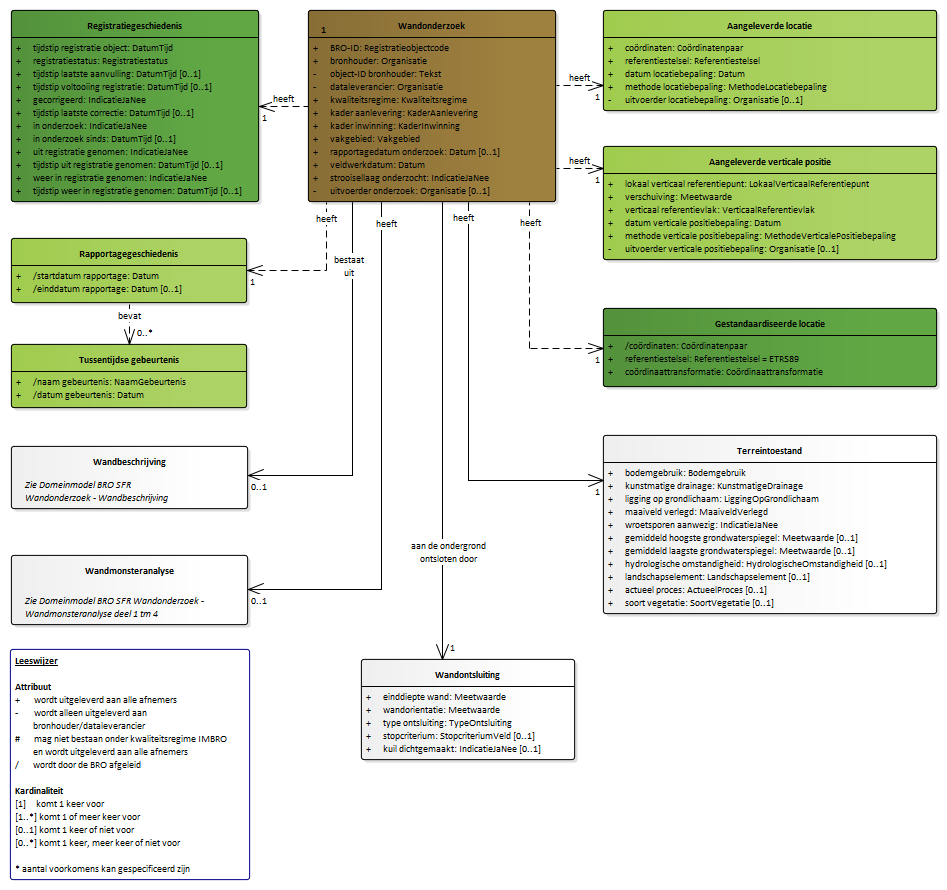 Registratiegeschiedenis
+ tijdstip registratie object: DatumTijd
+ registratiestatus: Registratiestatus
+ tijdstip laatste aanvulling: DatumTijd [0..1]
+ tijdstip voltooiing registratie: DatumTijd [0..1]
+ gecorrigeerd: IndicatieJaNee
+ tijdstip laatste correctie: DatumTijd [0..1]
+ in onderzoek: IndicatieJaNee
+ in onderzoek sinds: DatumTijd [0..1]
+ uit registratie genomen: IndicatieJaNee
+ tijdstip uit registratie genomen: DatumTijd [0..1]
+ weer in registratie genomen: IndicatieJaNee
+ tijdstip weer in registratie genomen: DatumTijd [0..1]
heeft
1
1
Wandonderzoek
+ BRO-ID: Registratieobjectcode
+ bronhouder: Organisatie
- object-ID bronhouder: Tekst
- dataleverancier: Organisatie
+ kwaliteitsregime: Kwaliteitsregime
+ kader aanlevering: KaderAanlevering
+ kader inwinning: KaderInwinning
+ vakgebied: Vakgebied
+ rapportagedatum onderzoek: Datum [0..1]
+ veldwerkdatum: Datum
+ strooisellaag onderzocht: IndicatieJaNee
- uitvoerder onderzoek: Organisatie [0..1]
heeft
1
Aangeleverde locatie
+ coördinaten: Coördinatenpaar
+ referentiestelsel: Referentiestelsel
+ datum locatiebepaling: Datum
+ methode locatiebepaling: MethodeLocatiebepaling
- uitvoerder locatiebepaling: Organisatie [0..1]
heeft
1
Aangeleverde verticale positie
+ lokaal verticaal referentiepunt: LokaalVerticaalReferentiepunt
+ verschuiving: Meetwaarde
+ verticaal referentievlak: VerticaalReferentievlak
+ datum verticale positiebepaling: Datum
+ methode verticale positiebepaling: MethodeVerticalePositiebepaling
- uitvoerder verticale positiebepaling: Organisatie [0..1]
heeft
bestaat
uit
heeft
heeft
heeft
1
Rapportagegeschiedenis
+ /startdatum rapportage: Datum
+ /einddatum rapportage: Datum [0..1]
bevat
0..*
Tussentijdse gebeurtenis
+ /naam gebeurtenis: NaamGebeurtenis
+ /datum gebeurtenis: Datum
1
Gestandaardiseerde locatie
+ /coördinaten: Coördinatenpaar
+ referentiestelsel: Referentiestelsel = ETRS89
+ coördinaattransformatie: Coördinaattransformatie
Wandbeschrijving
Zie Domeinmodel BRO SFR
Wandonderzoek - Wandbeschrijving
0..1
1
Terreintoestand
+ bodemgebruik: Bodemgebruik
+ kunstmatige drainage: KunstmatigeDrainage
+ ligging op grondlichaam: LiggingOpGrondlichaam
+ maaiveld verlegd: MaaiveldVerlegd
+ wroetsporen aanwezig: IndicatieJaNee
+ gemiddeld hoogste grondwaterspiegel: Meetwaarde [0..1]
+ gemiddeld laagste grondwaterspiegel: Meetwaarde [0..1]
+ hydrologische omstandigheid: HydrologischeOmstandigheid [0..1]
+ landschapselement: Landschapselement [0..1]
+ actueel proces: ActueelProces [0..1]
+ soort vegetatie: SoortVegetatie [0..1]
Wandmonsteranalyse
Zie Domeinmodel BRO SFR Wandonderzoek -
Wandmonsteranalyse deel 1 tm 4
0..1
aan de ondergrond
ontsloten door
1
Wandontsluiting
+ einddiepte wand: Meetwaarde
+ wandorientatie: Meetwaarde
+ type ontsluiting: TypeOntsluiting
+ stopcriterium: StopcriteriumVeld [0..1]
+ kuil dichtgemaakt: IndicatieJaNee [0..1]
Leeswijzer
Attribuut
+ wordt uitgeleverd aan alle afnemers
- wordt alleen uitgeleverd aan
bronhouder/dataleverancier
# mag niet bestaan onder kwaliteitsregime IMBRO
en wordt uitgeleverd aan alle afnemers
/ wordt door de BRO afgeleid
Kardinaliteit
[1] komt 1 keer voor
[1..*] komt 1 of meer keer voor
[0..1] komt 1 keer of niet voor
[0..*] komt 1 keer, meer keer of niet voor
* aantal voorkomens kan gespecificeerd zijn